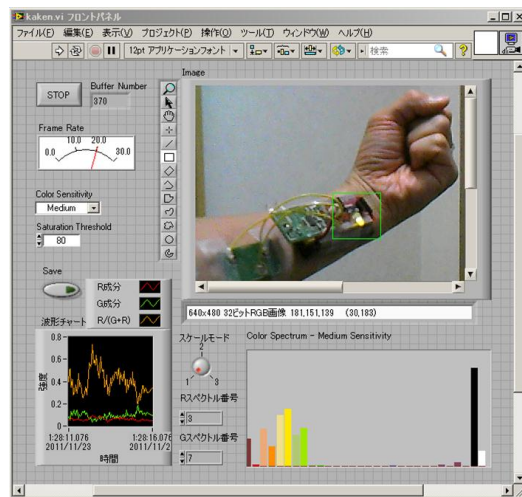 kaken.vi フロントパネル
ファイル(F) 編集(E) 表示(V) プロジェクト(P) 操作(O) ツール(T) ウィンドウ(W) ヘルプ(H)
12pt アプリケーションフォント 検索
Image
STOP
Buffer Number
370
Frame Rate
0.0 10.0 20.0 30.0
Color Sensitivity
Medium
Saturation Threshold
80
Save
R成分
G成分
R/(G+R)
波形チャート
640x480 32ビットRGB画像 181,151,139 (30,183)
強度
0.8
0.6
0.4
0.2
0
1:28:11.076 1:28:16.076
2011/11/23 2011/11/2
時間
スケールモード
1 2 3
Rスペクトル番号
3
Gスペクトル番号
7
Color Spectrum - Medium Sensitivity